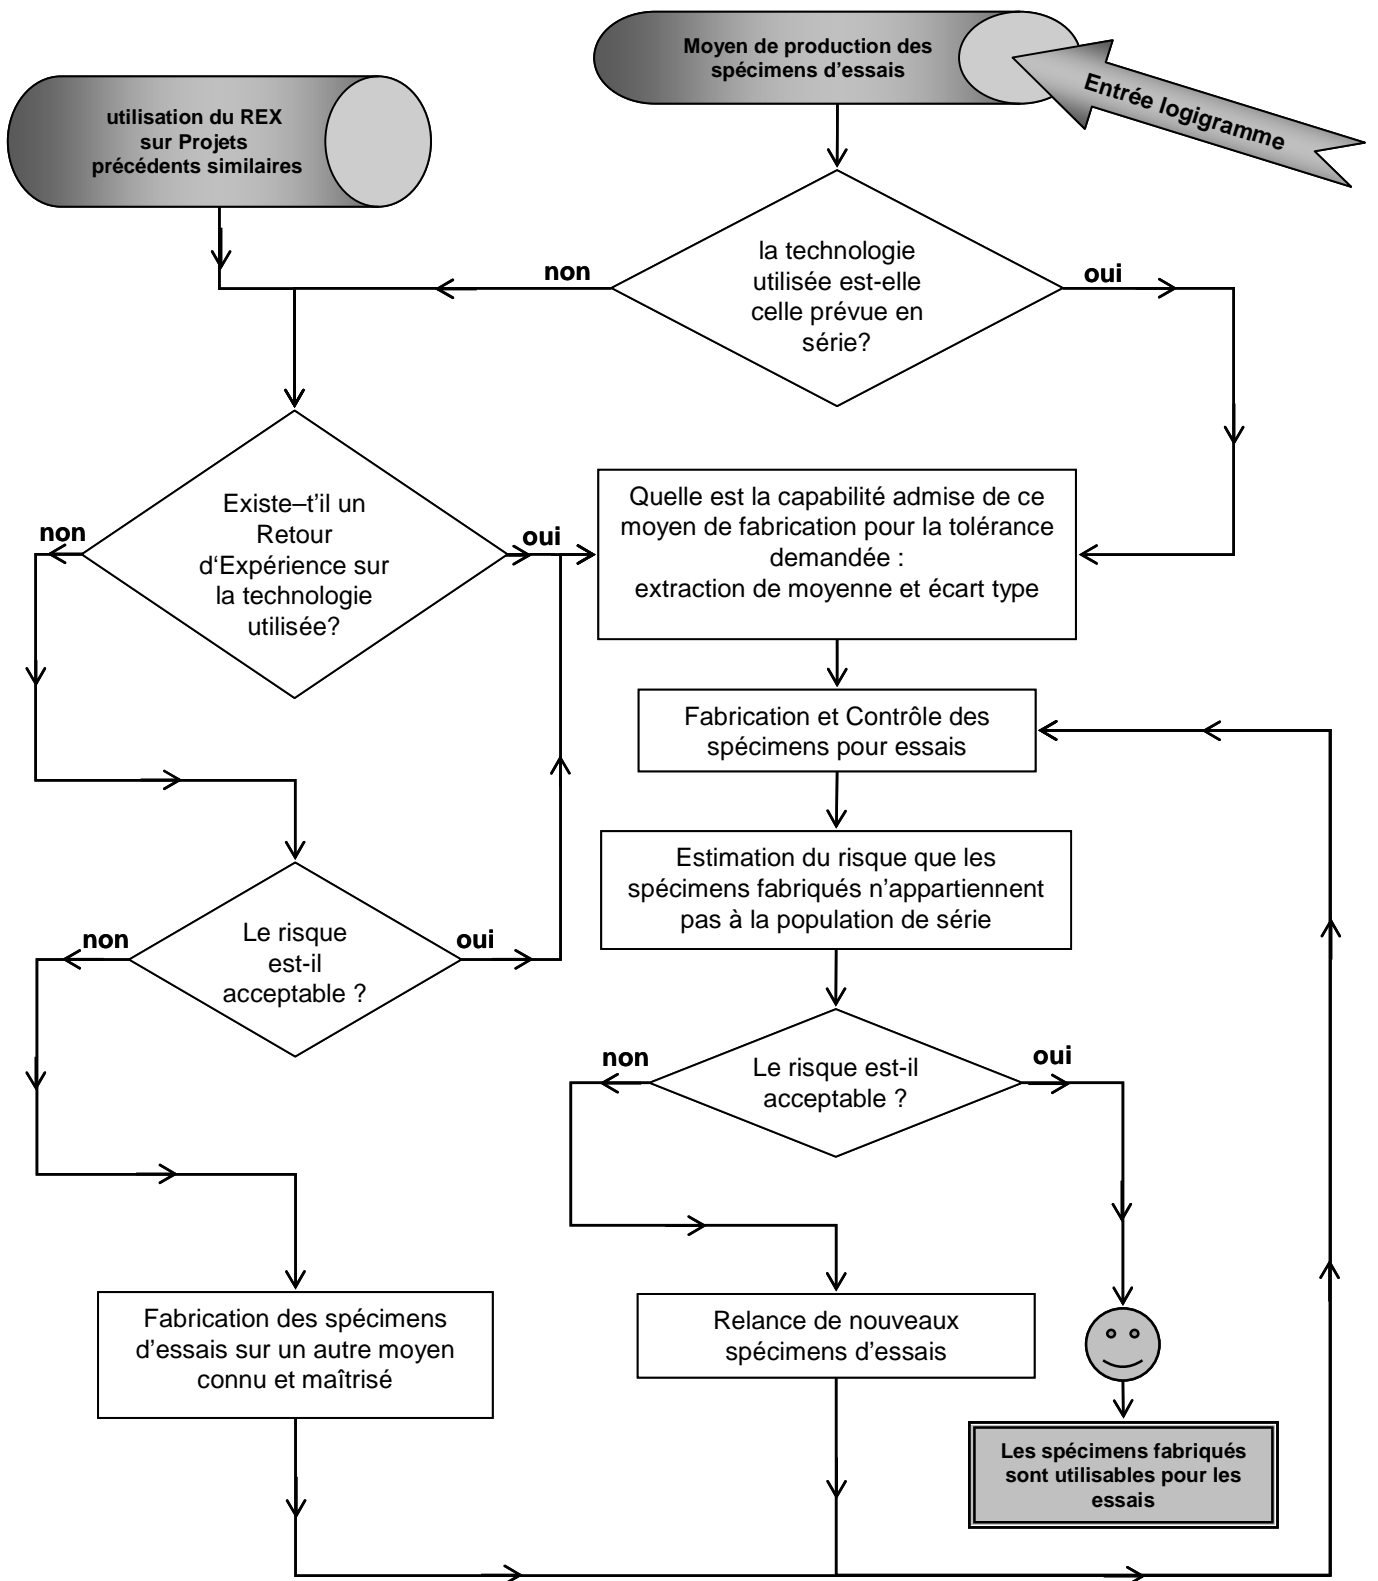 Moyen de production des
spécimens d'essais
Entrée logigramme
utilisation du REX
sur Projets
précédents similaires
la technologie
utilisée est-elle
celle prévue en
série?
non
oui
Existe–t'il un
Retour
d‘Expérience sur
la technologie
utilisée?
non
oui
Quelle est la capabilité admise de ce
moyen de fabrication pour la tolérance
demandée :
extraction de moyenne et écart type
Fabrication et Contrôle des
spécimens pour essais
Estimation du risque que les
spécimens fabriqués n'appartiennent
pas à la population de série
Le risque
est-il
acceptable ?
non
oui
Le risque est-il
acceptable ?
non
oui
Fabrication des spécimens
d'essais sur un autre moyen
connu et maîtrisé
Relance de nouveaux
spécimens d'essais
Les spécimens fabriqués
sont utilisables pour les
essais